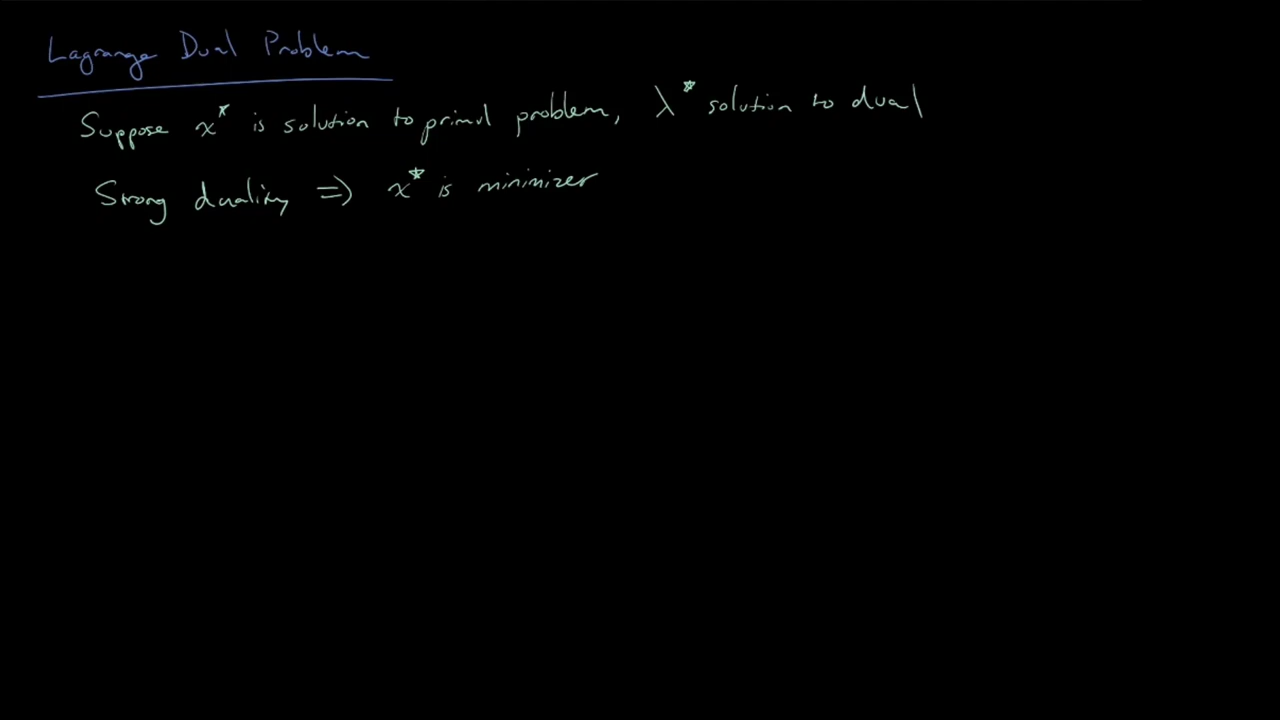 Lagrange Dual Problem
Suppose x* is solution to primal problem, λ* solution to dual
Strong duality ⇒ x* is minimizer